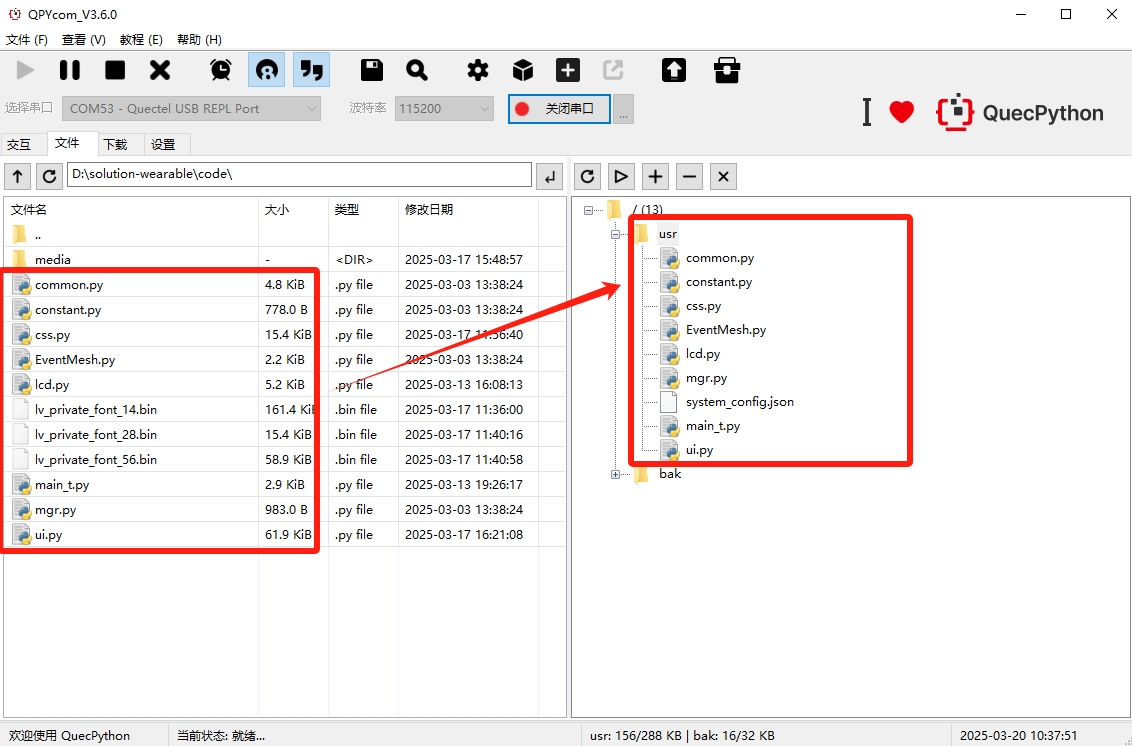 QPYcom_V3.6.0
文件 (F) 查看 (V) 教程 (E) 帮助 (H)
选择串口 COM53 - Quectel USB REPL Port 波特率 115200 关闭串口 ... I QuecPython
交互 文件 下载 设置
D:\solution-wearable\code\
文件名 大小 类型 修改日期
..
media - <DIR> 2025-03-17 15:48:57
common.py 4.8 KiB .py file 2025-03-03 13:38:24
constant.py 778.0 B .py file 2025-03-03 13:38:24
css.py 15.4 KiB .py file 2025-03-17 11:56:40
EventMesh.py 2.2 KiB .py file 2025-03-03 13:38:24
lcd.py 5.2 KiB .py file 2025-03-13 16:08:13
lv_private_font_14.bin 161.4 KiB .bin file 2025-03-17 11:36:00
lv_private_font_28.bin 15.4 KiB .bin file 2025-03-17 11:40:16
lv_private_font_56.bin 58.9 KiB .bin file 2025-03-17 11:40:58
main_t.py 2.9 KiB .py file 2025-03-13 19:26:17
mgr.py 983.0 B .py file 2025-03-03 13:38:24
ui.py 61.9 KiB .py file 2025-03-17 16:21:08
/ (13)
usr
common.py
constant.py
css.py
EventMesh.py
lcd.py
mgr.py
system_config.json
main_t.py
ui.py
bak
欢迎使用 QuecPython 当前状态: 就绪... usr: 156/288 KB | bak: 16/32 KB 2025-03-20 10:37:51